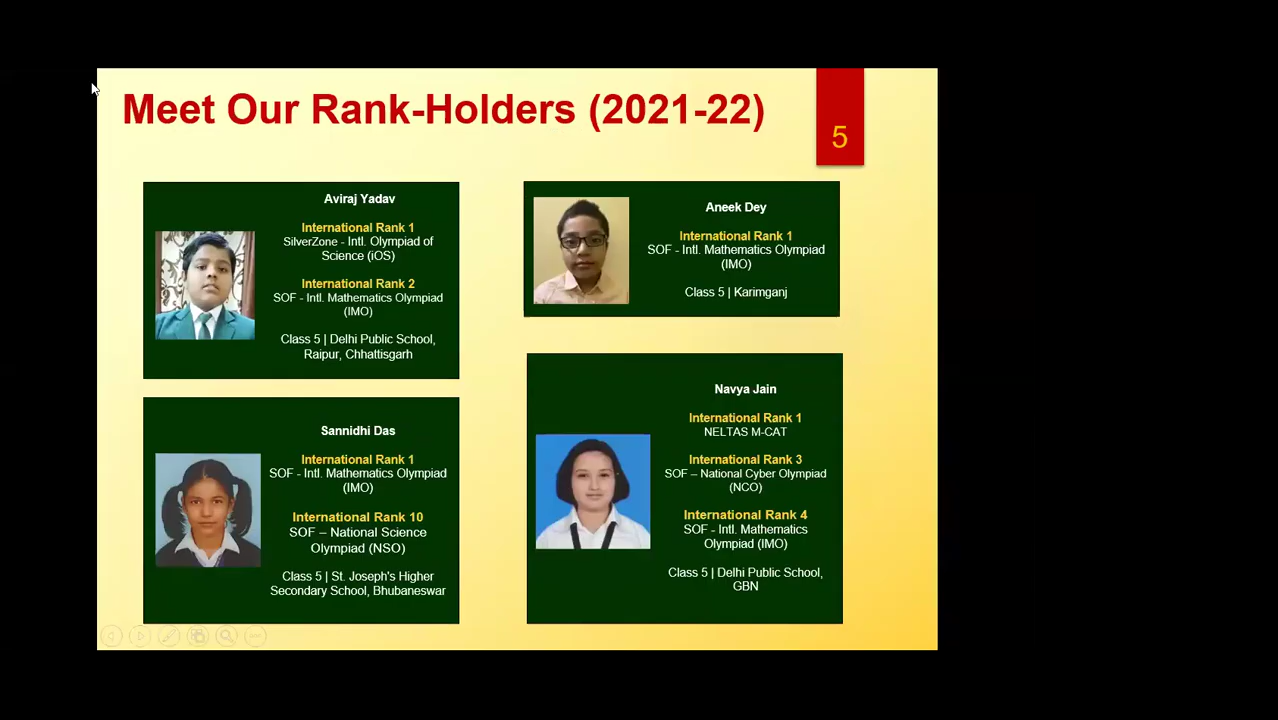 Meet Our Rank-Holders (2021-22)
5
Aviraj Yadav
International Rank 1
SilverZone - Intl. Olympiad of
Science (iOS)
International Rank 2
SOF - Intl. Mathematics Olympiad
(IMO)
Class 5 | Delhi Public School,
Raipur, Chhattisgarh
Aneek Dey
International Rank 1
SOF - Intl. Mathematics Olympiad
(IMO)
Class 5 | Karimganj
Sannidhi Das
International Rank 1
SOF - Intl. Mathematics Olympiad
(IMO)
International Rank 10
SOF – National Science
Olympiad (NSO)
Class 5 | St. Joseph's Higher
Secondary School, Bhubaneswar
Navya Jain
International Rank 1
NELTAS M-CAT
International Rank 3
SOF – National Cyber Olympiad
(NCO)
International Rank 4
SOF - Intl. Mathematics
Olympiad (IMO)
Class 5 | Delhi Public School,
GBN